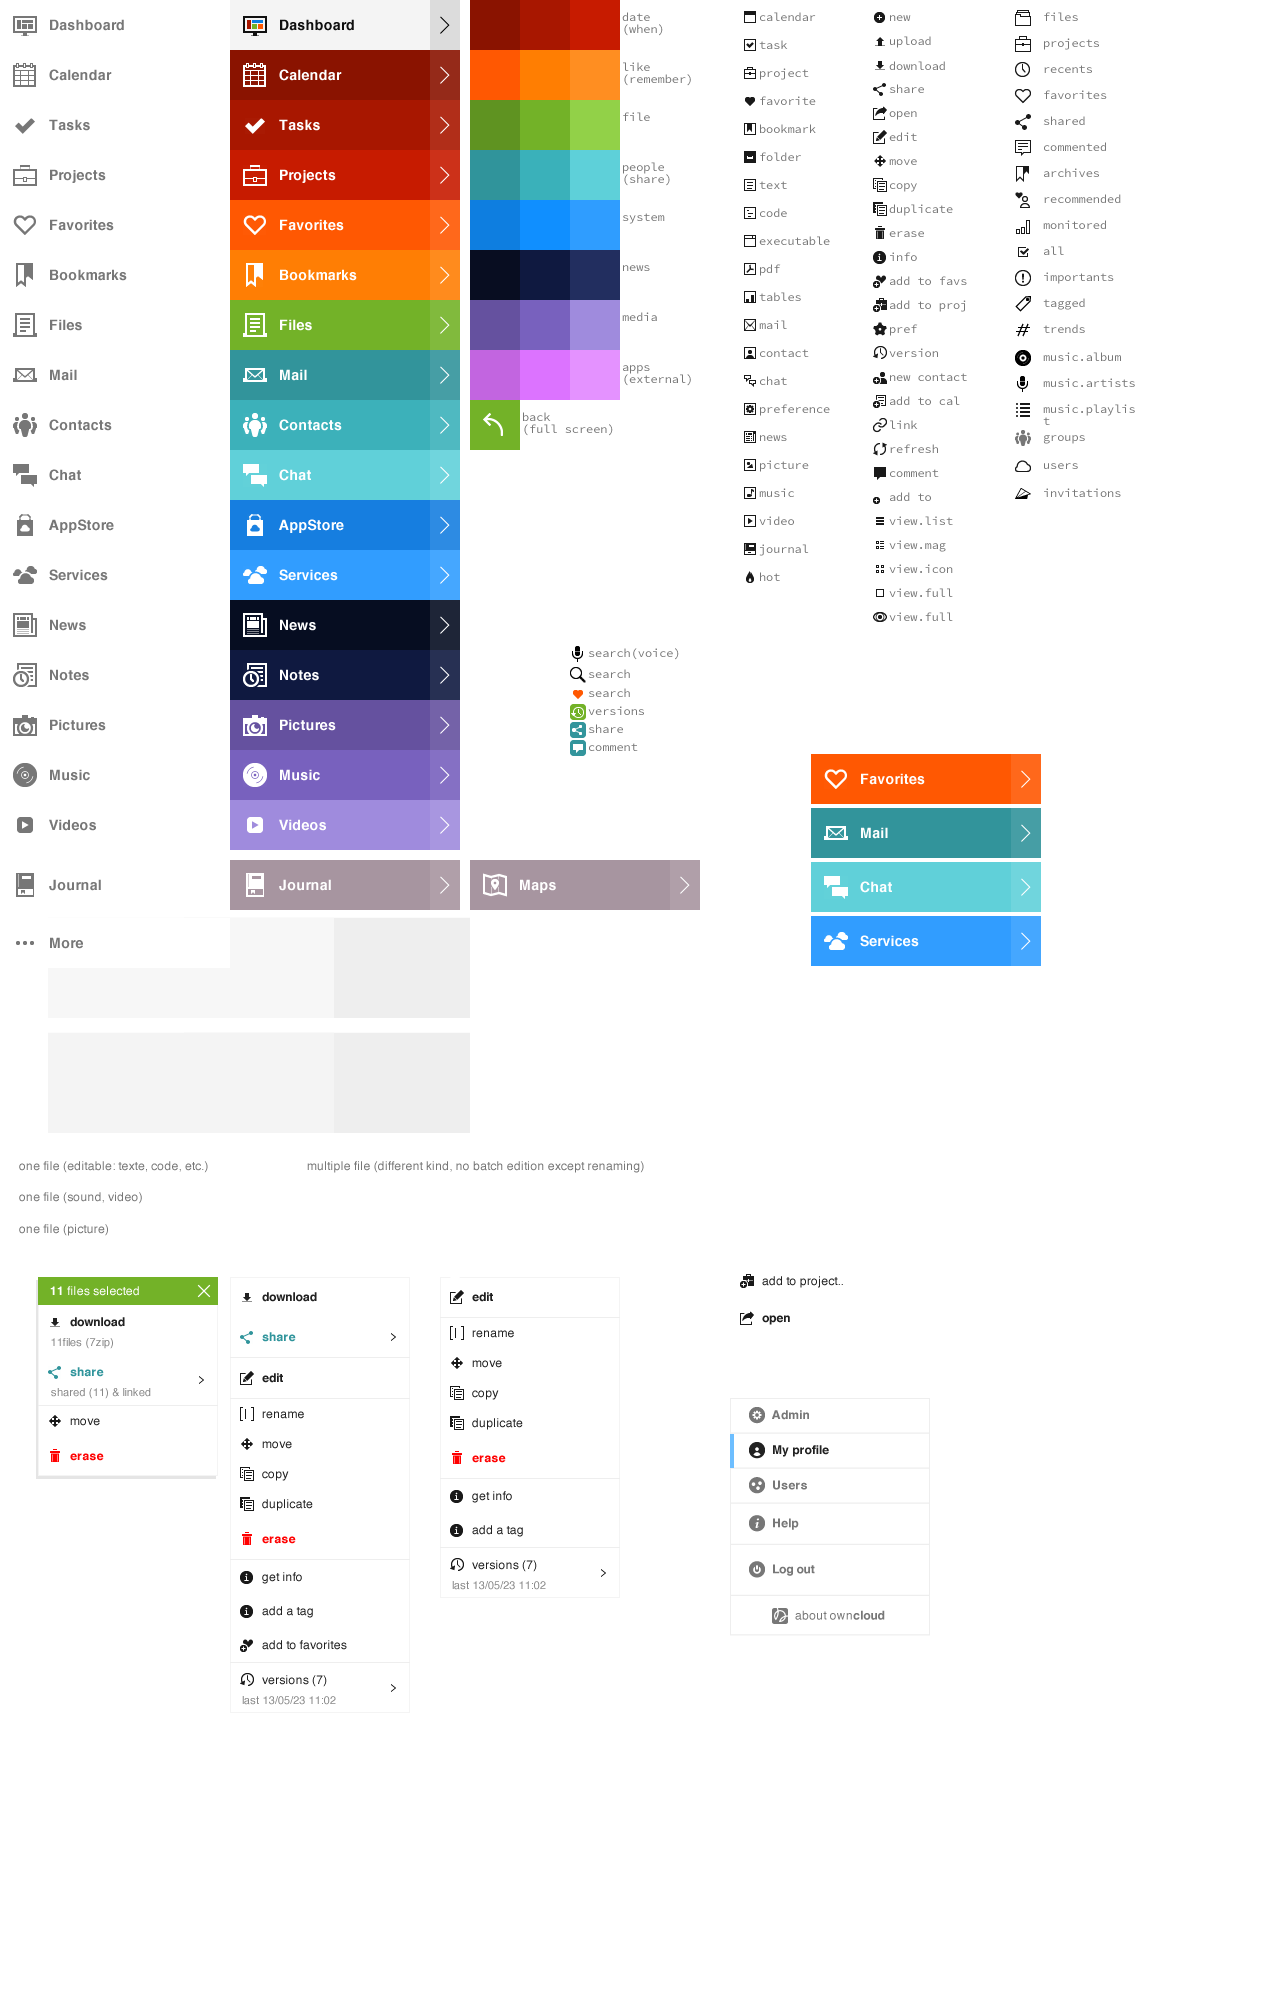 Dashboard
Calendar
Tasks
Projects
Favorites
Bookmarks
Files
Mail
Contacts
Chat
AppStore
Services
News
Notes
Pictures
Music
Videos
Journal
More
Dashboard
Calendar
Tasks
Projects
Favorites
Bookmarks
Files
Mail
Contacts
Chat
AppStore
Services
News
Notes
Pictures
Music
Videos
Journal
Maps
date
(when)
like
(remember)
file
people
(share)
system
news
media
apps
(external)
back
(full screen)
search(voice)
search
search
versions
share
comment
calendar
task
project
favorite
bookmark
folder
text
code
executable
pdf
tables
mail
contact
chat
preference
news
picture
music
video
journal
hot
new
upload
download
share
open
edit
move
copy
duplicate
erase
info
add to favs
add to proj
pref
version
new contact
add to cal
link
refresh
comment
add to
view.list
view.mag
view.icon
view.full
view.full
files
projects
recents
favorites
shared
commented
archives
recommended
monitored
all
importants
tagged
trends
music.album
music.artists
music.playlis
t
groups
users
invitations
Favorites
Mail
Chat
Services
one file (editable: texte, code, etc.)
multiple file (different kind, no batch edition except renaming)
one file (sound, video)
one file (picture)
11 files selected
download
11files (7zip)
share
shared (11) & linked
move
erase
download
share
edit
rename
move
copy
duplicate
erase
get info
add a tag
add to favorites
versions (7)
last 13/05/23 11:02
edit
rename
move
copy
duplicate
erase
get info
add a tag
versions (7)
last 13/05/23 11:02
add to project..
open
Admin
My profile
Users
Help
Log out
about owncloud